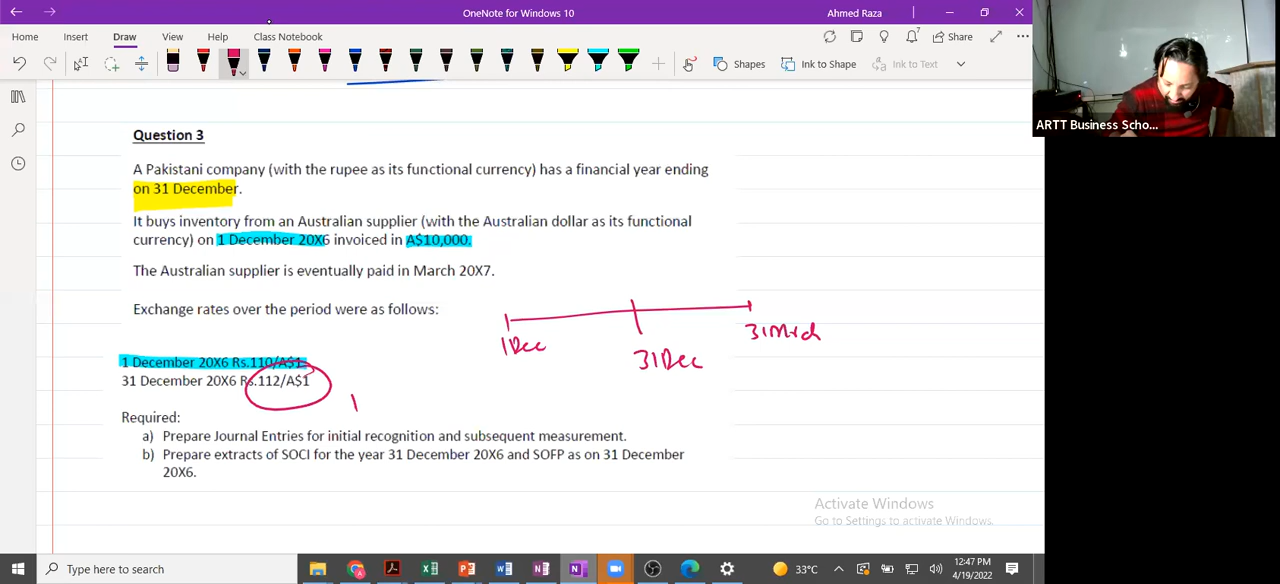 OneNote for Windows 10
Ahmed Raza
Home Insert Draw View Help Class Notebook
Share
Shapes Ink to Shape Ink to Text
ARTT Business Scho...
Question 3
A Pakistani company (with the rupee as its functional currency) has a financial year ending
on 31 December.
It buys inventory from an Australian supplier (with the Australian dollar as its functional
currency) on 1 December 20X6 invoiced in A$10,000.
The Australian supplier is eventually paid in March 20X7.
Exchange rates over the period were as follows:
1 Dec
31 Dec
31 Mrch
1 December 20X6 Rs.110/A$1
31 December 20X6 Rs.112/A$1
Required:
a) Prepare Journal Entries for initial recognition and subsequent measurement.
b) Prepare extracts of SOCI for the year 31 December 20X6 and SOFP as on 31 December
20X6.
Activate Windows
Go to Settings to activate Windows.
Type here to search
33°C
12:47 PM
4/19/2022